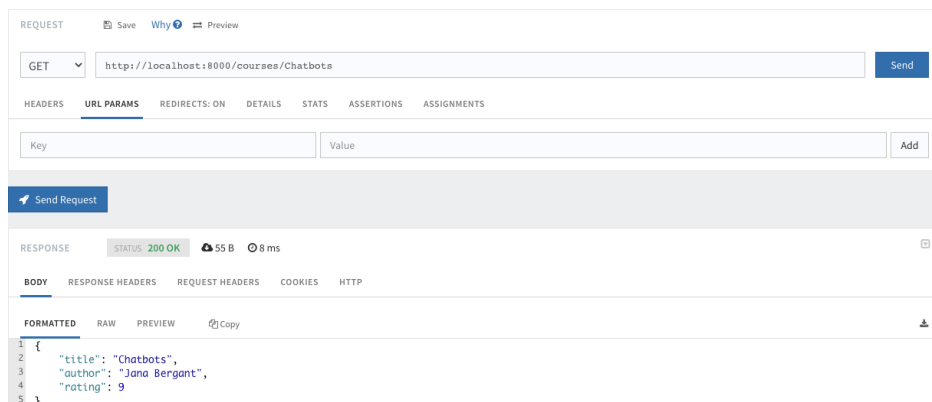 REQUEST Save Why Preview
GET http://localhost:8000/courses/Chatbots Send
HEADERS URL PARAMS REDIRECTS: ON DETAILS STATS ASSERTIONS ASSIGNMENTS
Key Value Add
Send Request
RESPONSE STATUS 200 OK 55 B 8 ms
BODY RESPONSE HEADERS REQUEST HEADERS COOKIES HTTP
FORMATTED RAW PREVIEW Copy
1 {
2 "title": "Chatbots",
3 "author": "Jana Bergant",
4 "rating": 9
5 }